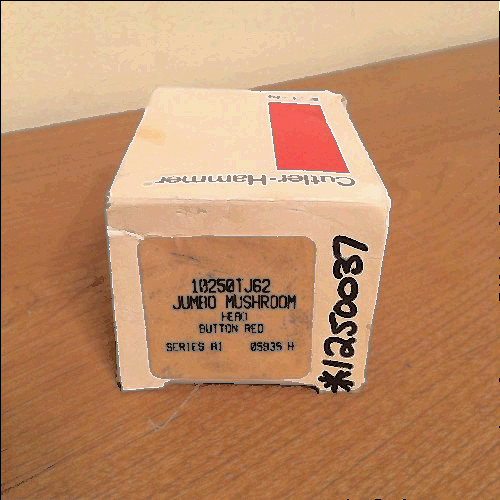 Cutler-Hammer
10250TJ62
JUMBO MUSHROOM
HEAD
BUTTON RED
SERIES A1 05935 H
*1250037